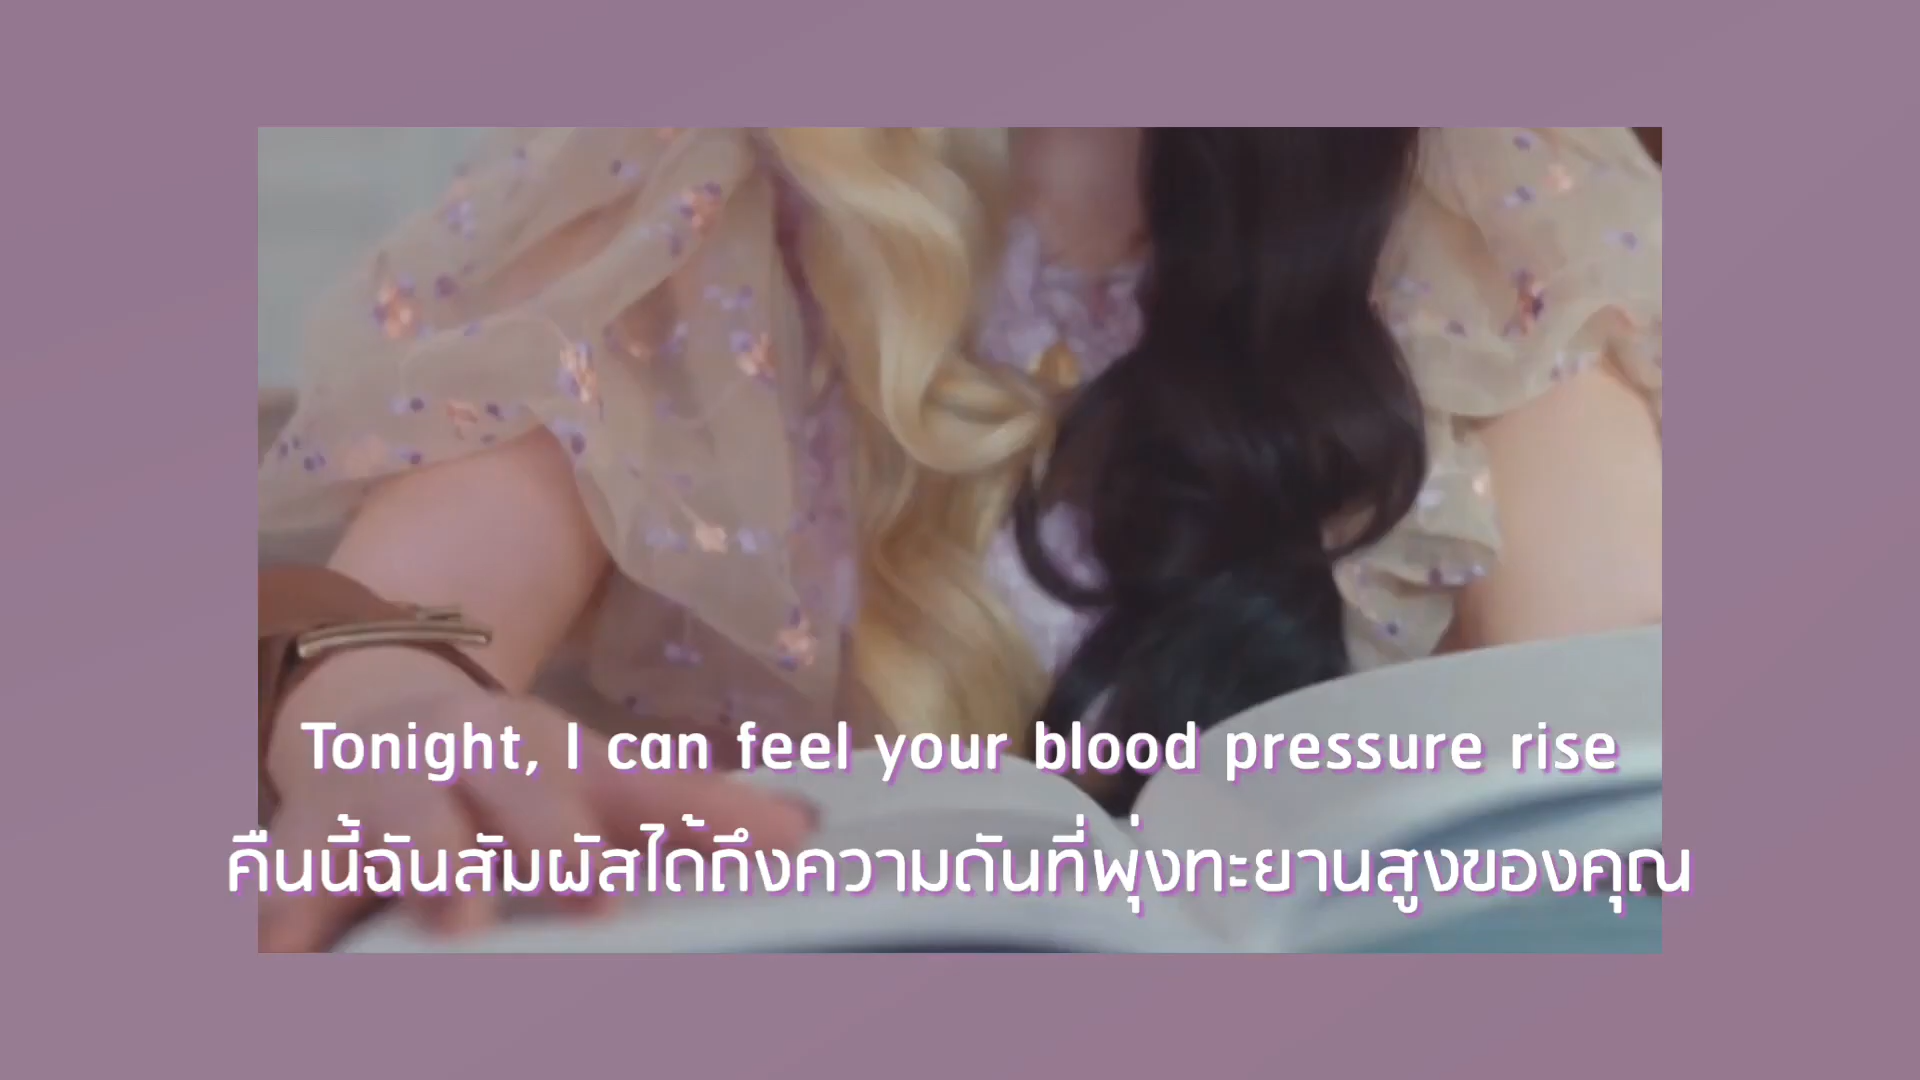 Tonight, I can feel your blood pressure rise
คืนนี้ฉันสัมผัสได้ถึงความดันที่พุ่งทะยานสูงของคุณ